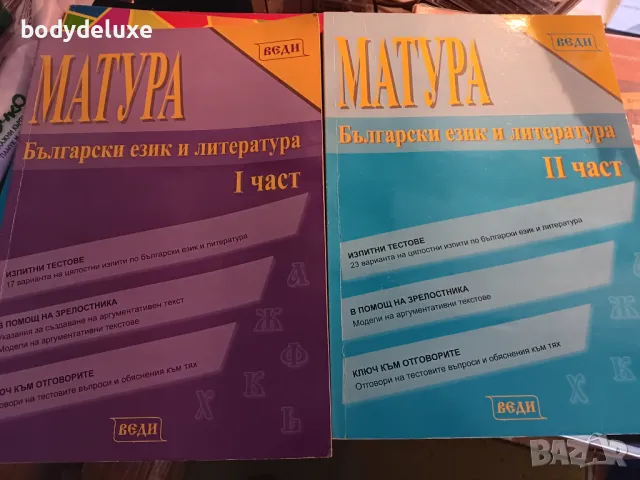 bodydeluxe
ВЕДИ
МАТУРА
Български език и литература
I част
ИЗПИТНИ ТЕСТОВЕ
17 варианта на цялостни изпити по български език и литература
В ПОМОЩ НА ЗРЕЛОСТНИКА
Указания за създаване на аргументативен текст
Модели на аргументативни текстове
КЛЮЧ КЪМ ОТГОВОРИТЕ
Отговори на тестовите въпроси и обяснения към тях
А
Ж
Ф
К
Х
Ь
ВЕДИ
ВЕДИ
МАТУРА
Български език и литература
II част
ИЗПИТНИ ТЕСТОВЕ
23 варианта на цялостни изпити по български език и литература
В ПОМОЩ НА ЗРЕЛОСТНИКА
Модели на аргументативни текстове
КЛЮЧ КЪМ ОТГОВОРИТЕ
Отговори на тестовите въпроси и обяснения към тях
Ж
К
Х
ВЕДИ
BAZAR